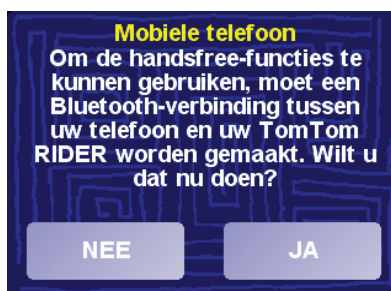 Mobiele telefoon
Om de handsfree-functies te
kunnen gebruiken, moet een
Bluetooth-verbinding tussen
uw telefoon en uw TomTom
RIDER worden gemaakt. Wilt u
dat nu doen?
NEE
JA